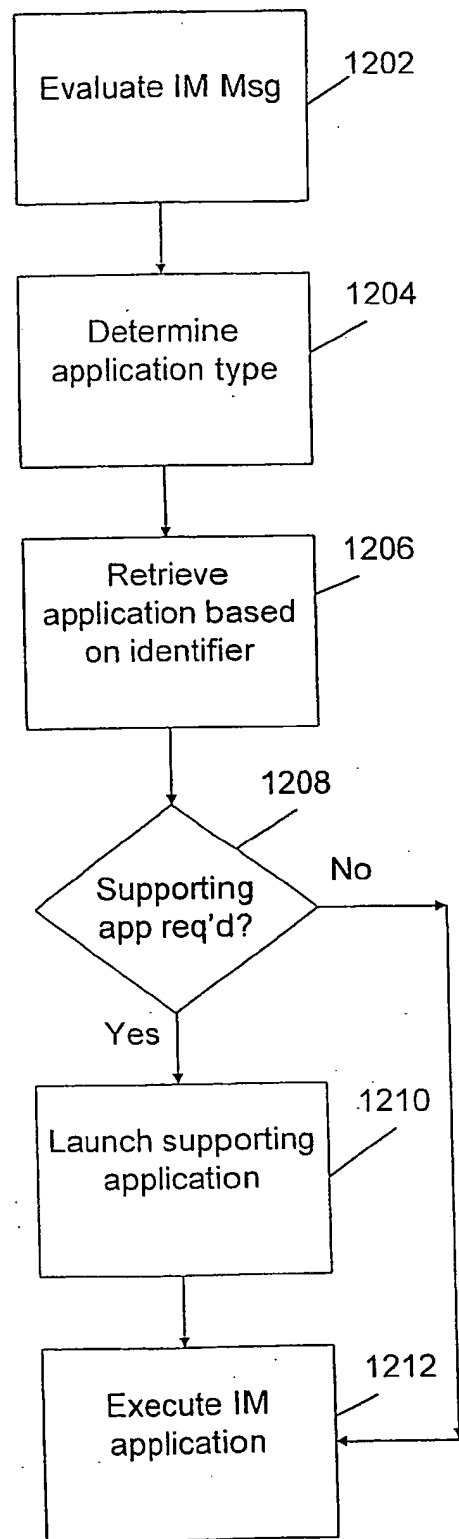 Evaluate IM Msg
1202
1204
Determine
application type
1206
Retrieve
application based
on identifier
1208
No
Supporting
app req'd?
Yes
1210
Launch supporting
application
1212
Execute IM
application